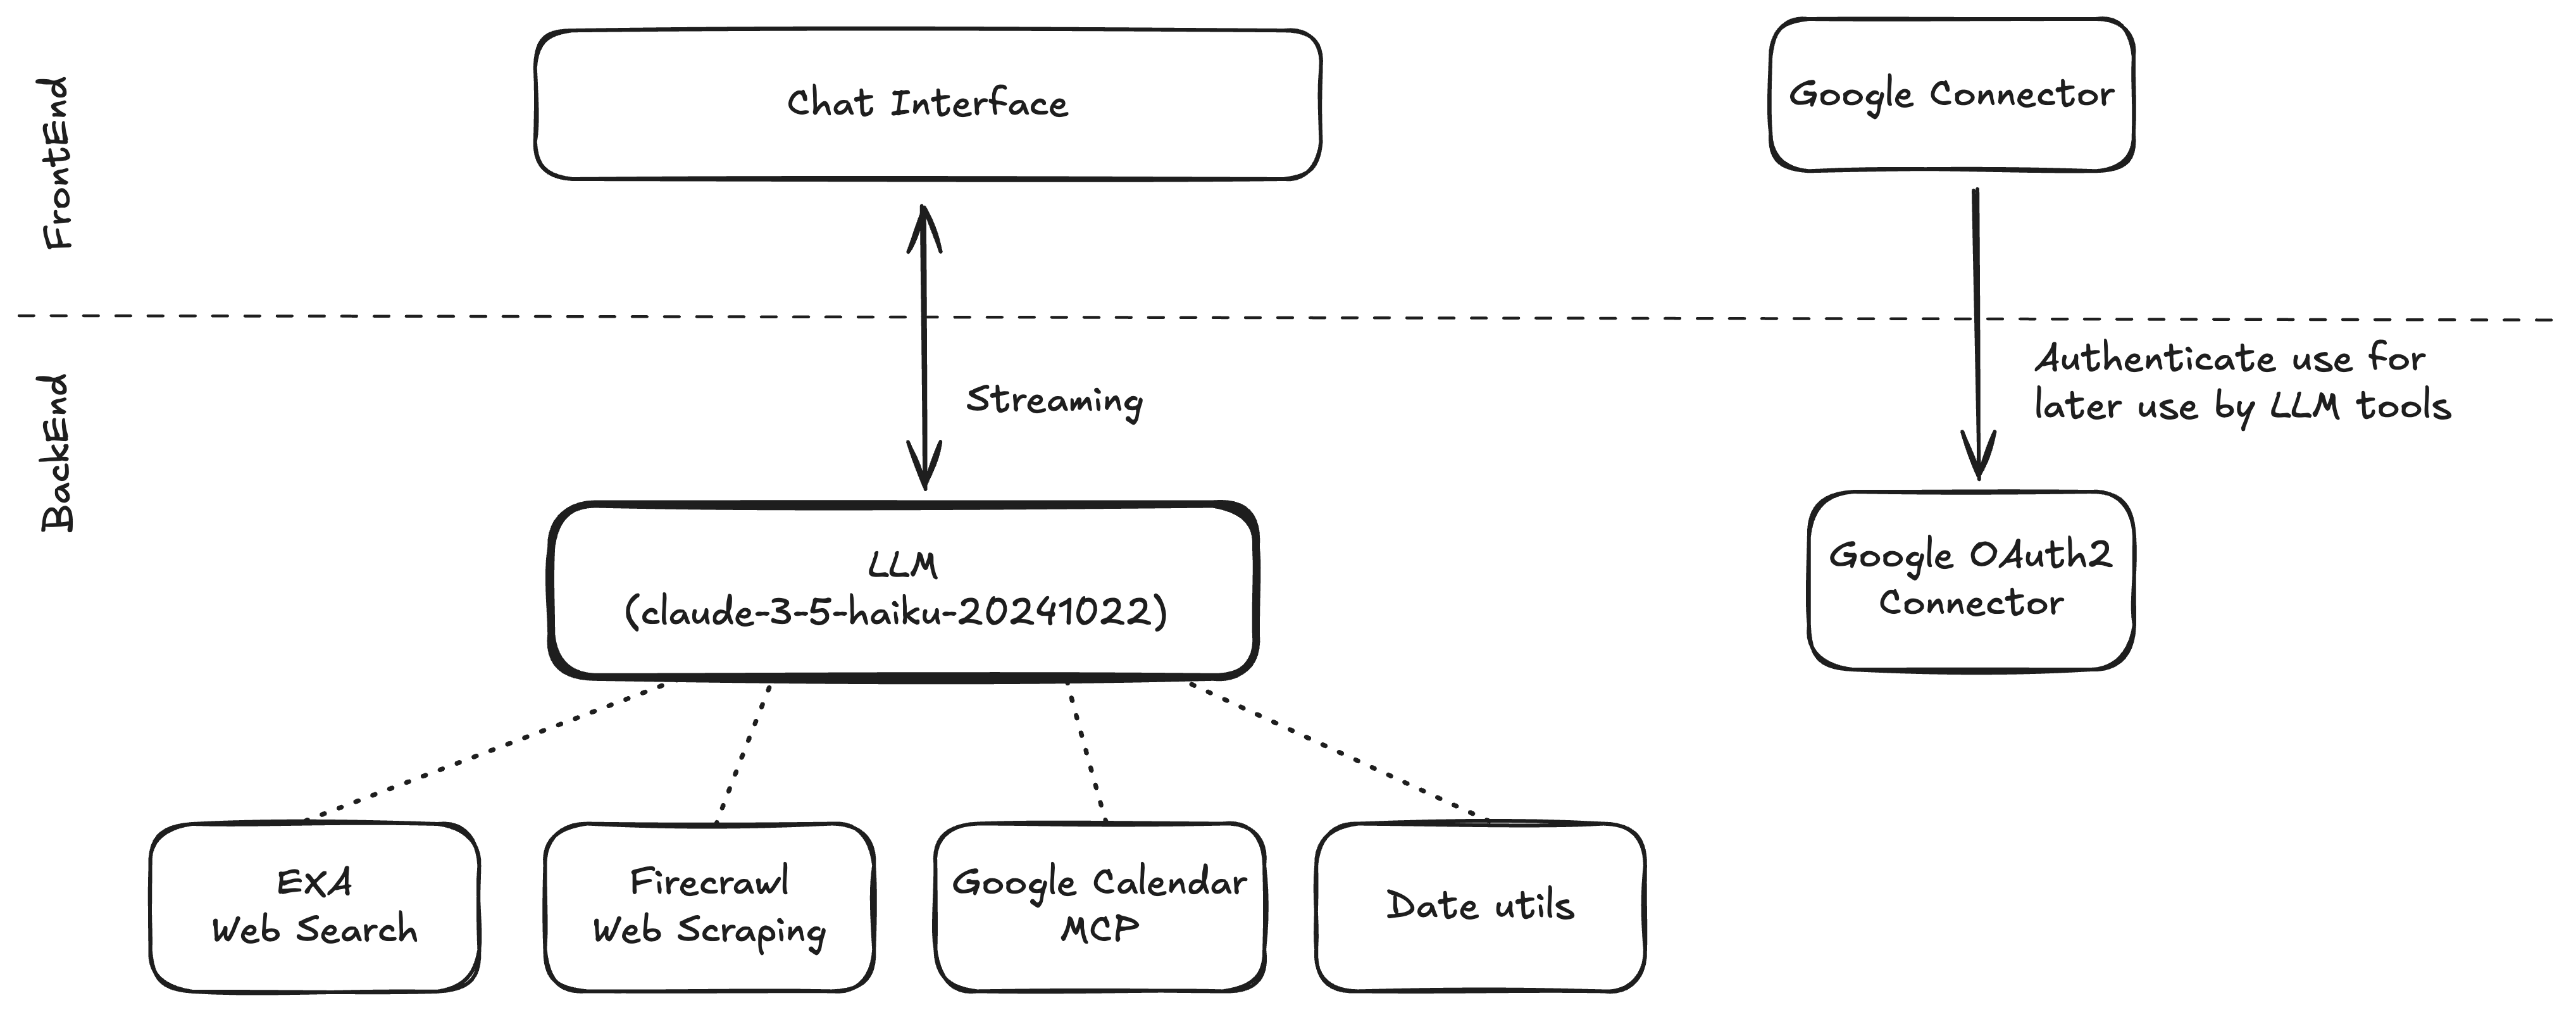 FrontEnd
Chat Interface
Google Connector
BackEnd
Streaming
Authenticate use for
later use by LLM tools
LLM
(claude-3-5-haiku-20241022)
Google OAuth2
Connector
EXA
Web Search
Firecrawl
Web Scraping
Google Calendar
MCP
Date utils